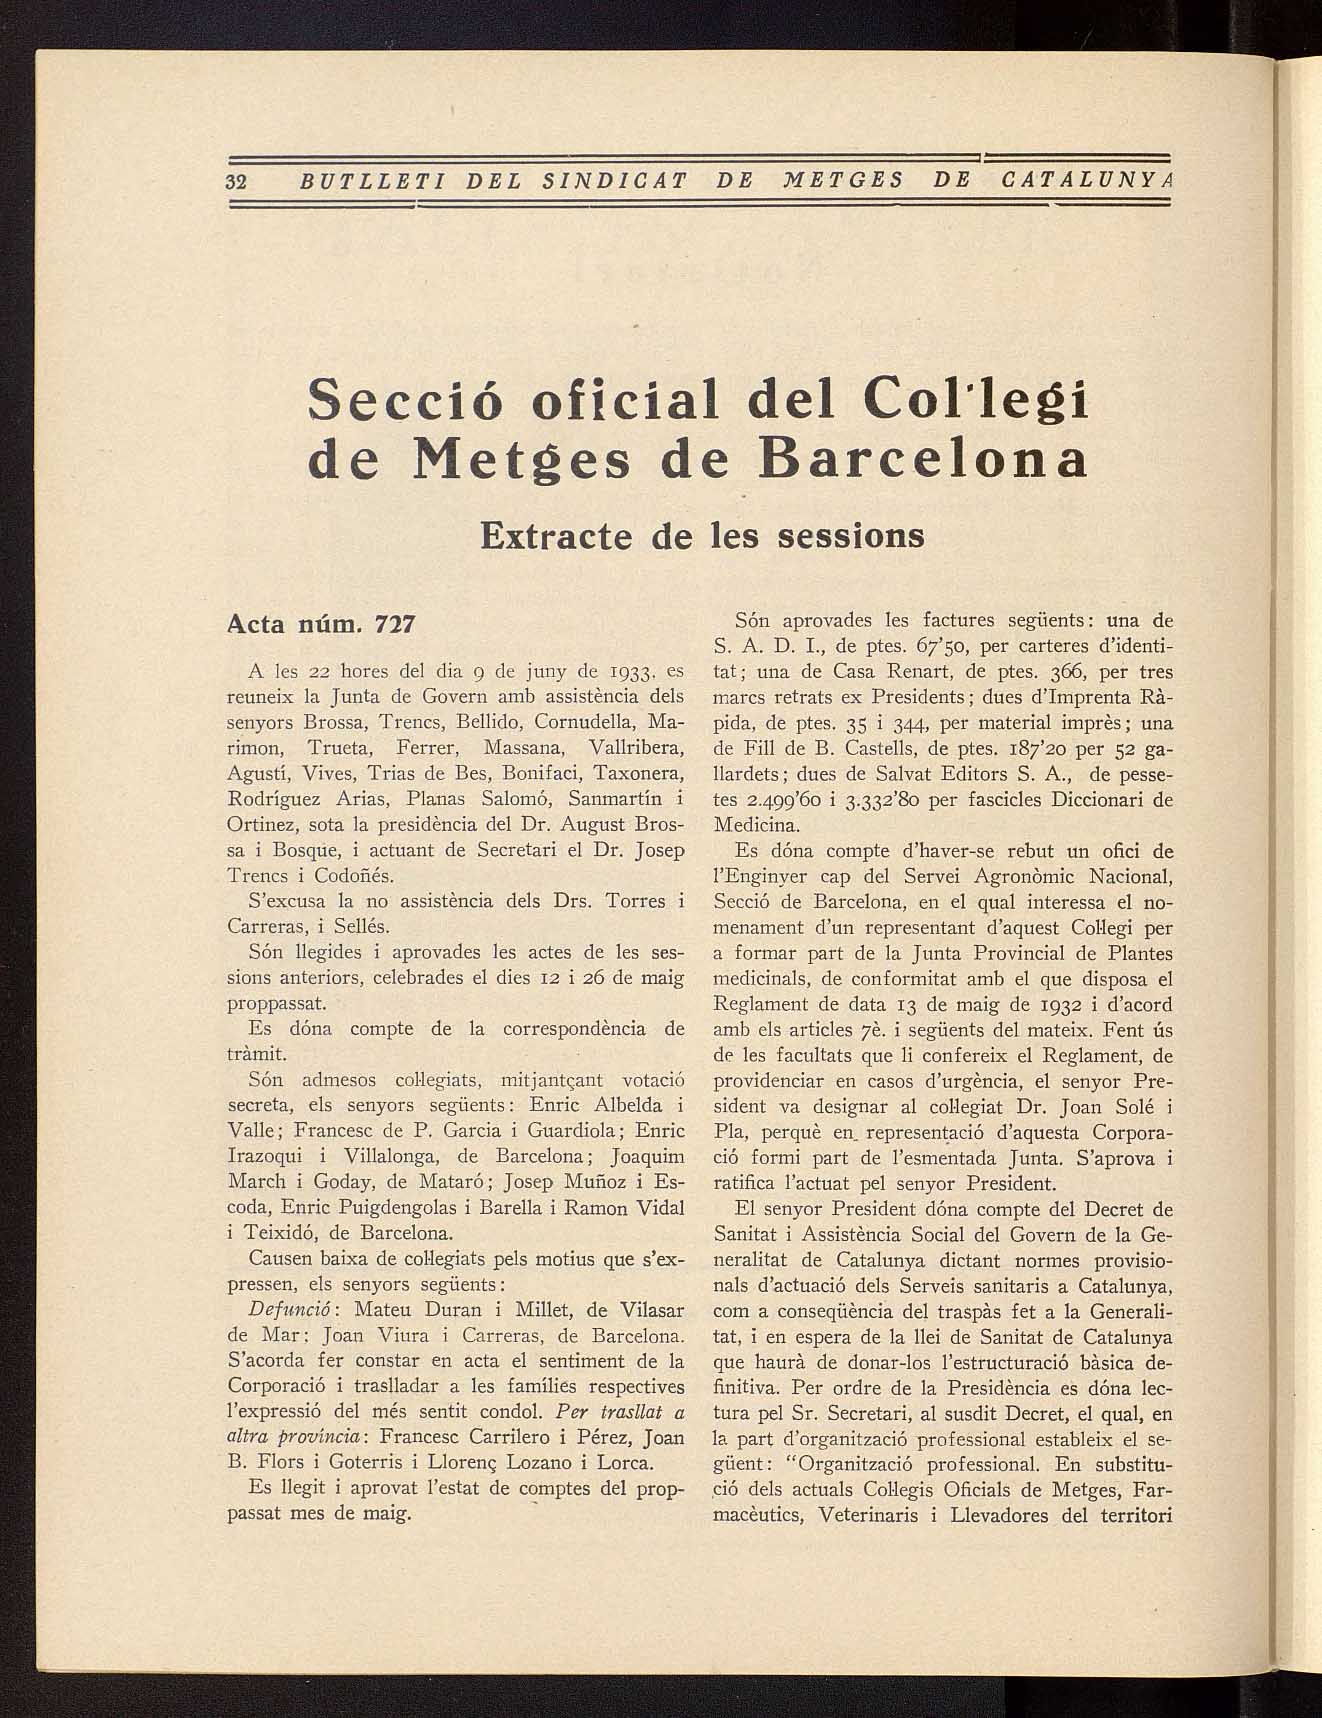 32 BUTLLETI DEL SINDICAT DE METGES DE CATALUNYA
Secció oficial del Col·legi
de Metges de Barcelona
Extracte de les sessions
Acta núm. 727
A les 22 hores del dia 9 de juny de 1933, es
reuneix la Junta de Govern amb assistència dels
senyors Brossa, Trencs, Bellido, Cornudella, Ma-
rimon, Trueta, Ferrer, Massana, Vallribera,
Agustí, Vives, Trias de Bes, Bonifaci, Taxonera,
Rodríguez Arias, Planas Salomó, Sanmartín i
Ortinez, sota la presidència del Dr. August Bros-
sa i Bosque, i actuant de Secretari el Dr. Josep
Trencs i Codoñés.
S'excusa la no assistència dels Drs. Torres i
Carreras, i Sellés.
Són llegides i aprovades les actes de les ses-
sions anteriors, celebrades el dies 12 i 26 de maig
proppassat.
Es dóna compte de la correspondència de
tràmit.
Són admesos col·legiats, mitjantçant votació
secreta, els senyors següents: Enric Albelda i
Valle; Francesc de P. Garcia i Guardiola; Enric
Irazoqui i Villalonga, de Barcelona; Joaquim
March i Goday, de Mataró; Josep Muñoz i Es-
coda, Enric Puigdengolas i Barella i Ramon Vidal
i Teixidó, de Barcelona.
Causen baixa de col·legiats pels motius que s'ex-
pressen, els senyors següents:
Defunció: Mateu Duran i Millet, de Vilasar
de Mar: Joan Viura i Carreras, de Barcelona.
S'acorda fer constar en acta el sentiment de la
Corporació i traslladar a les famílies respectives
l'expressió del més sentit condol. Per trasllat a
altra província: Francesc Carrilero i Pérez, Joan
B. Flors i Goterris i Llorenç Lozano i Lorca.
Es llegit i aprovat l'estat de comptes del prop-
passat mes de maig.
Són aprovades les factures següents: una de
S. A. D. I., de ptes. 67'50, per carteres d'identi-
tat; una de Casa Renart, de ptes. 366, per tres
marcs retrats ex Presidents; dues d'Imprenta Rà-
pida, de ptes. 35 i 344, per material imprès; una
de Fill de B. Castells, de ptes. 187'20 per 52 ga-
llardets; dues de Salvat Editors S. A., de pesse-
tes 2.499'60 i 3.332'80 per fascicles Diccionari de
Medicina.
Es dóna compte d'haver-se rebut un ofici de
l'Enginyer cap del Servei Agronòmic Nacional,
Secció de Barcelona, en el qual interessa el no-
menament d'un representant d'aquest Col·legi per
a formar part de la Junta Provincial de Plantes
medicinals, de conformitat amb el que disposa el
Reglament de data 13 de maig de 1932 i d'acord
amb els articles 7è. i següents del mateix. Fent ús
de les facultats que li confereix el Reglament, de
providenciar en casos d'urgència, el senyor Pre-
sident va designar al col·legiat Dr. Joan Solé i
Pla, perquè en representació d'aquesta Corpora-
ció formi part de l'esmentada Junta. S'aprova i
ratifica l'actuat pel senyor President.
El senyor President dóna compte del Decret de
Sanitat i Assistència Social del Govern de la Ge-
neralitat de Catalunya dictant normes provisio-
nals d'actuació dels Serveis sanitaris a Catalunya,
com a conseqüència del traspàs fet a la Generali-
tat, i en espera de la llei de Sanitat de Catalunya
que haurà de donar-los l'estructuració bàsica de-
finitiva. Per ordre de la Presidència es dóna lec-
tura pel Sr. Secretari, al susdit Decret, el qual, en
la part d'organització professional estableix el se-
güent: "Organització professional. En substitu-
ció dels actuals Col·legis Oficials de Metges, Far-
macèutics, Veterinaris i Llevadores del territori